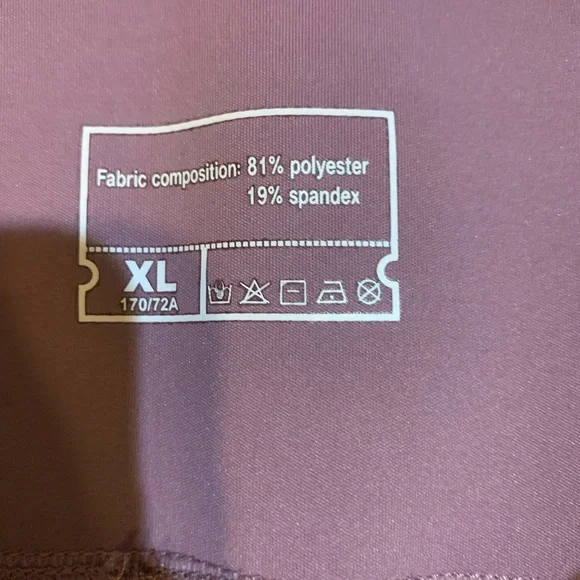 Fabric composition: 81% polyester
19% spandex
XL
170/72A